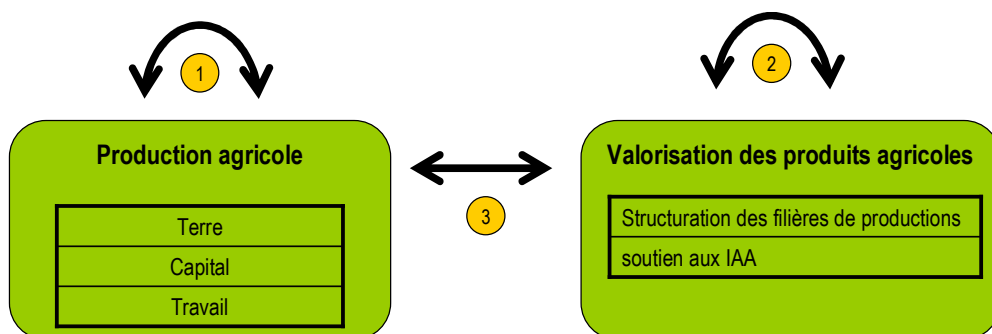 1
2
Production agricole
Terre
Capital
Travail
3
Valorisation des produits agricoles
Structuration des filières de productions
soutien aux IAA